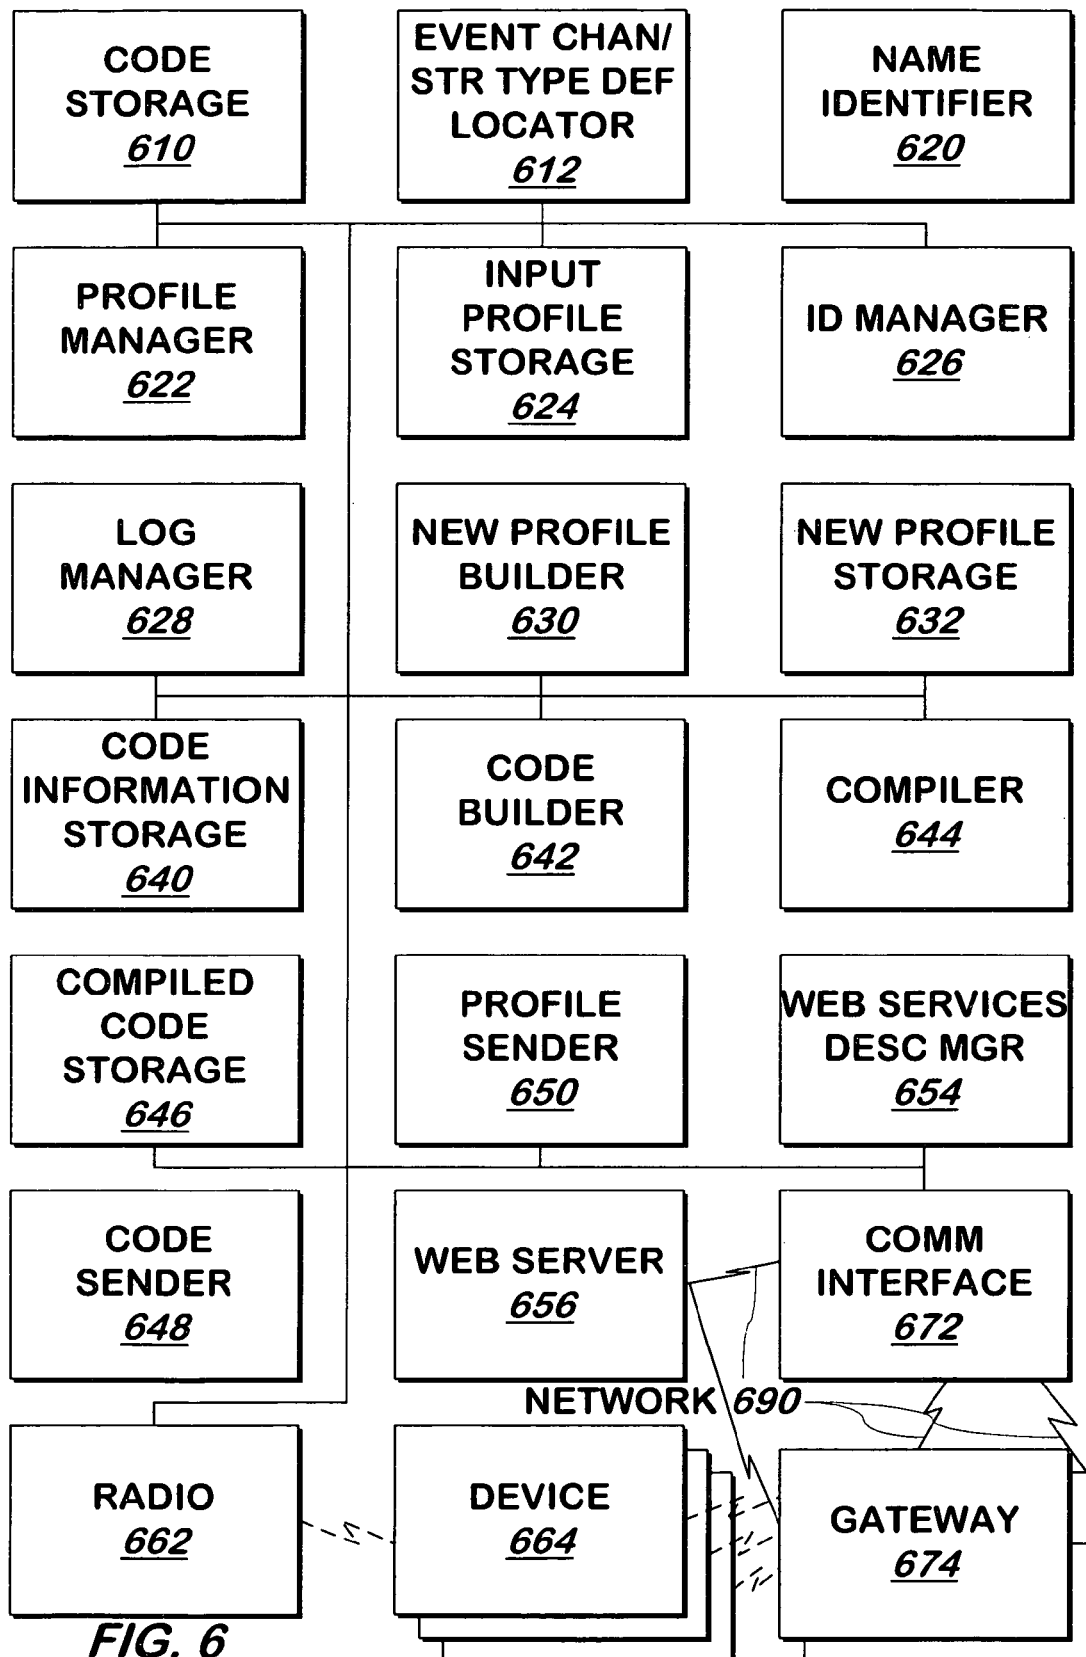 CODE
STORAGE
610
EVENT CHAN/
STR TYPE DEF
LOCATOR
612
NAME
IDENTIFIER
620
PROFILE
MANAGER
622
INPUT
PROFILE
STORAGE
624
ID MANAGER
626
LOG
MANAGER
628
NEW PROFILE
BUILDER
630
NEW PROFILE
STORAGE
632
CODE
INFORMATION
STORAGE
640
CODE
BUILDER
642
COMPILER
644
COMPILED
CODE
STORAGE
646
PROFILE
SENDER
650
WEB SERVICES
DESC MGR
654
CODE
SENDER
648
WEB SERVER
656
COMM
INTERFACE
672
NETWORK 690
RADIO
662
DEVICE
664
GATEWAY
674
FIG. 6